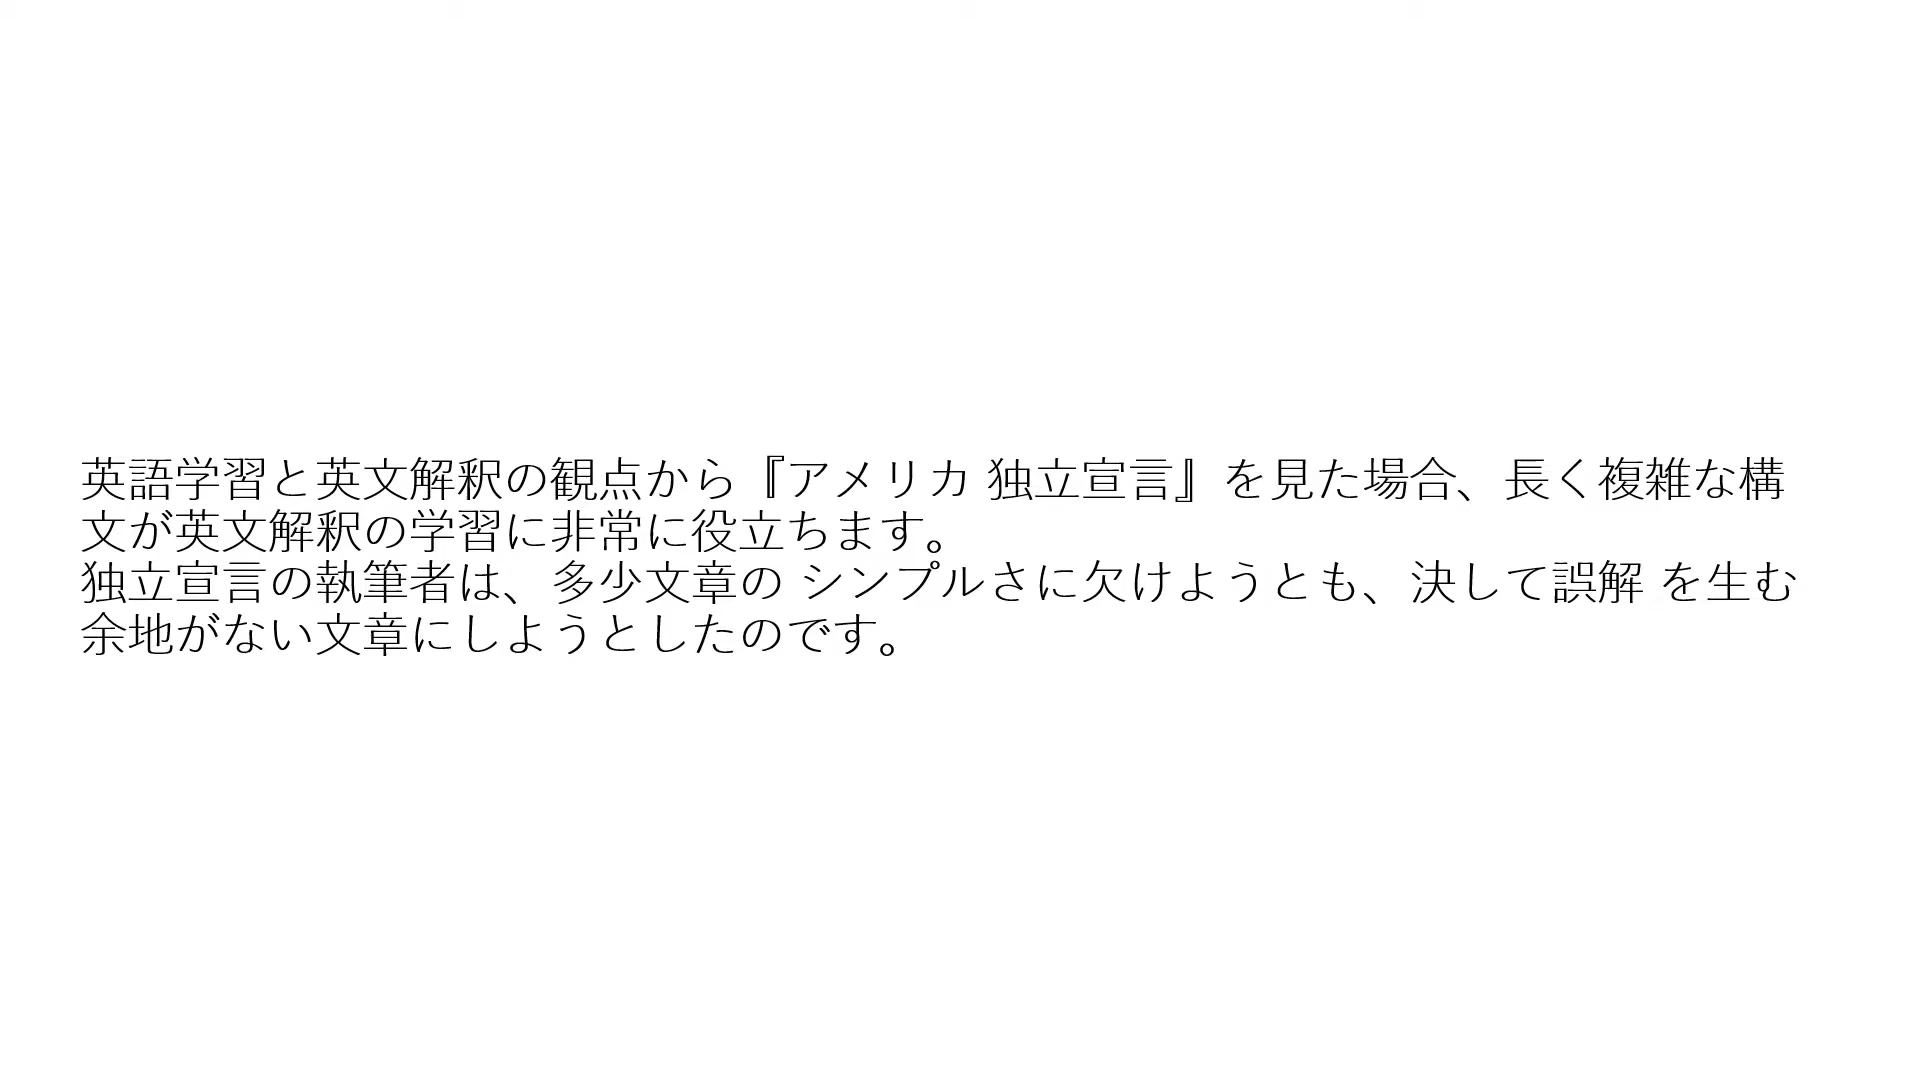 英語学習と英文解釈の観点から『アメリカ 独立宣言』を見た場合、長く複雑な構
文が英文解釈の学習に非常に役立ちます。
独立宣言の執筆者は、多少文章の シンプルさに欠けようとも、決して誤解 を生む
余地がない文章にしようとしたのです。